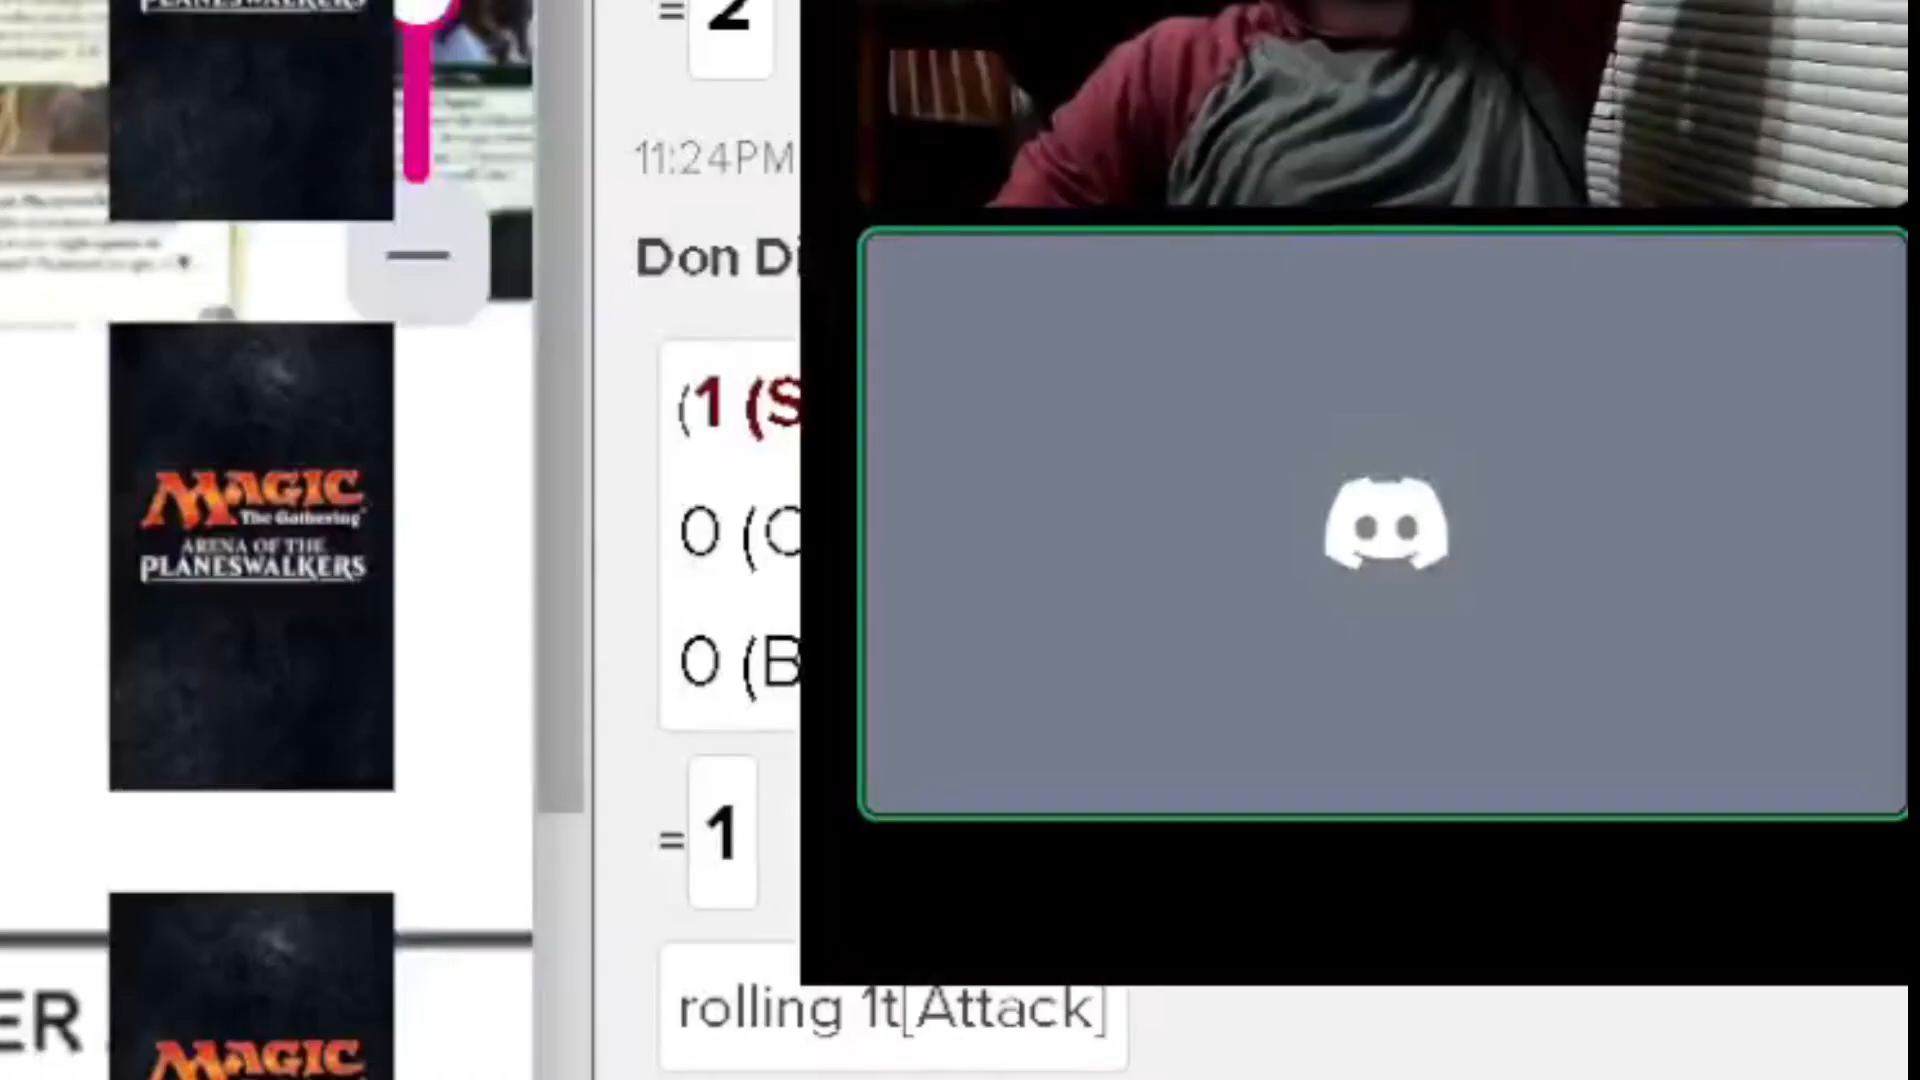 PLANESWALKERS
MAGIC
The Gathering
ARENA OF THE
PLANESWALKERS
ER
MAGIC
= 2
11:24PM
Don Di
(1 (S
0 (
0 (B
= 1
rolling 1t[Attack]